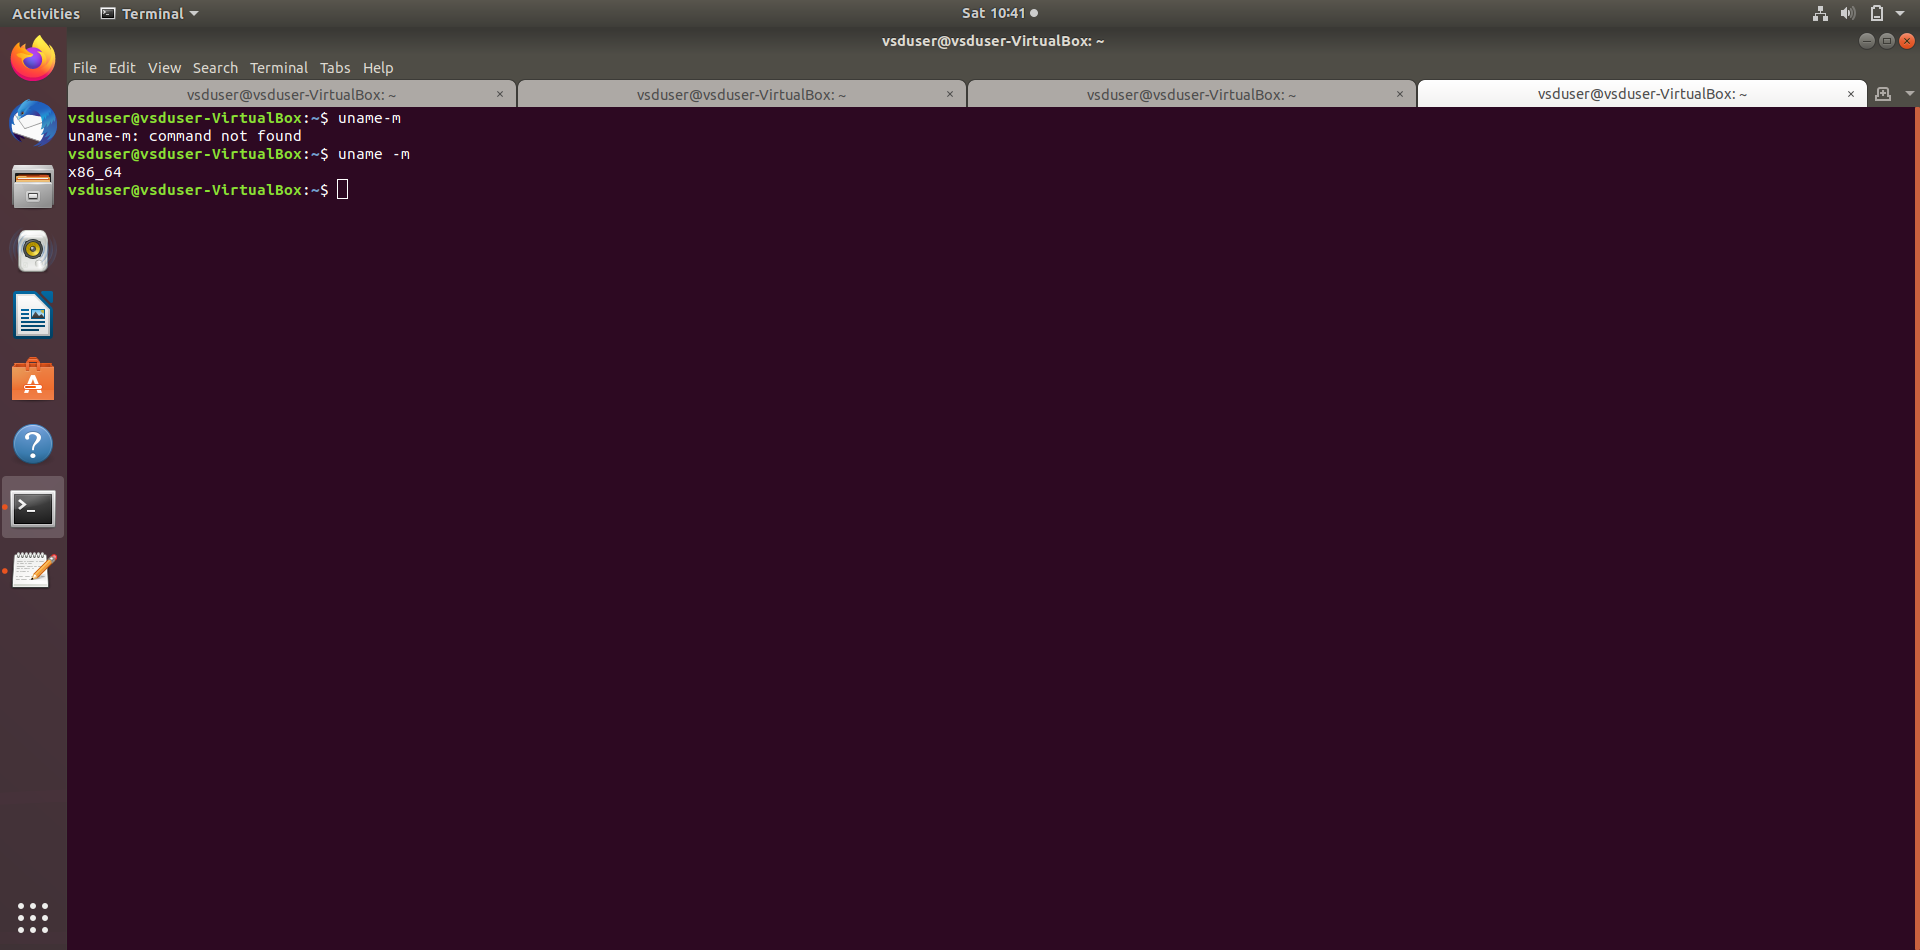 Activities Terminal Sat 10:41
vsduser@vsduser-VirtualBox: ~
File Edit View Search Terminal Tabs Help
vsduser@vsduser-VirtualBox: ~ × vsduser@vsduser-VirtualBox: ~ × vsduser@vsduser-VirtualBox: ~ × vsduser@vsduser-VirtualBox: ~ ×
vsduser@vsduser-VirtualBox:~$ uname-m
uname-m: command not found
vsduser@vsduser-VirtualBox:~$ uname -m
x86_64
vsduser@vsduser-VirtualBox:~$